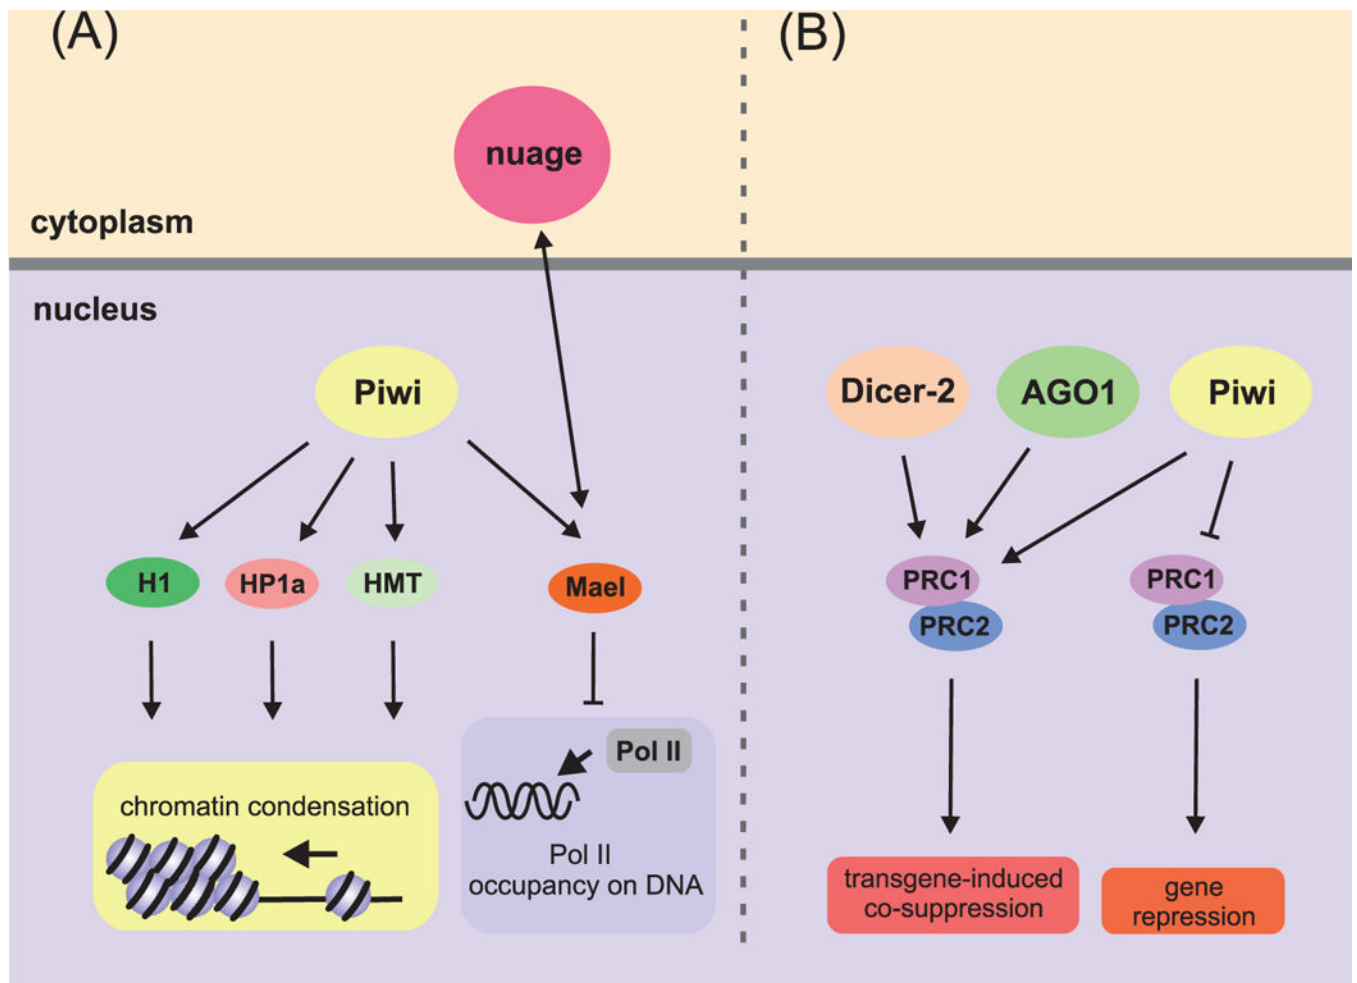 (A)
(B)
nuage
cytoplasm
nucleus
Piwi
Dicer-2
AGO1
Piwi
H1
HP1a
HMT
Mael
PRC1
PRC2
PRC1
PRC2
Pol II
chromatin condensation
Pol II
occupancy on DNA
transgene-induced
co-suppression
gene
repression